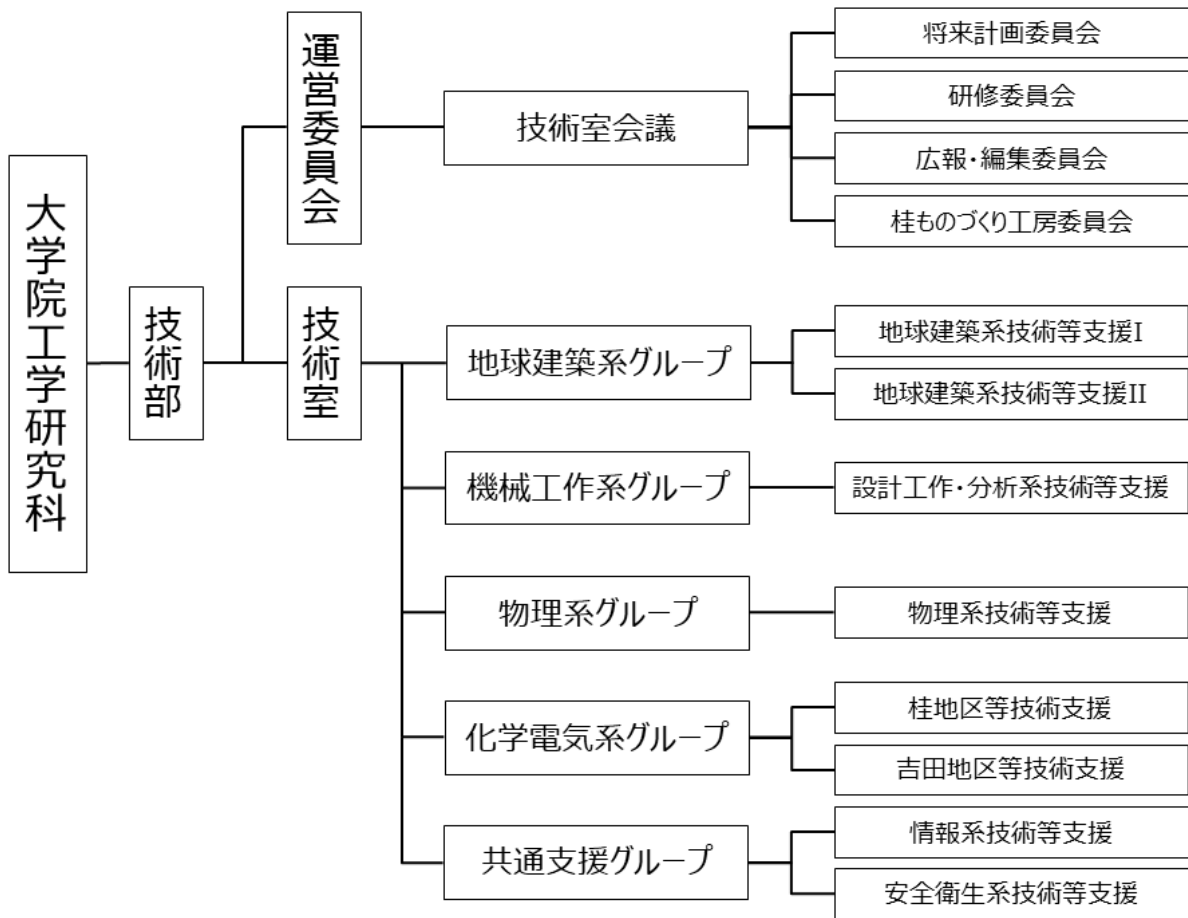 大学院工学研究科
技術部
運営委員会
技術室会議
将来計画委員会
研修委員会
広報・編集委員会
桂ものづくり工房委員会
技術室
地球建築系グループ
地球建築系技術等支援I
地球建築系技術等支援II
機械工作系グループ
設計工作・分析系技術等支援
物理系グループ
物理系技術等支援
化学電気系グループ
桂地区等技術支援
吉田地区等技術支援
共通支援グループ
情報系技術等支援
安全衛生系技術等支援